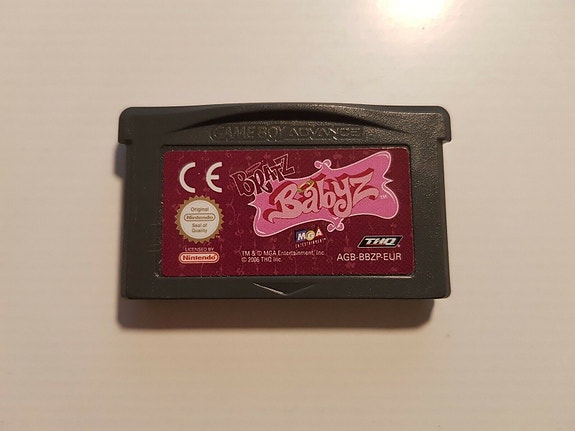 GAME BOY ADVANCE
CE
BRATZ
Babyz™
Original
Nintendo
Seal of
Quality
LICENSED BY
Nintendo
MGA
ENTERTAINMENT
THQ
TM & © MGA Entertainment, Inc.
© 2006 THQ Inc.
AGB-BBZP-EUR